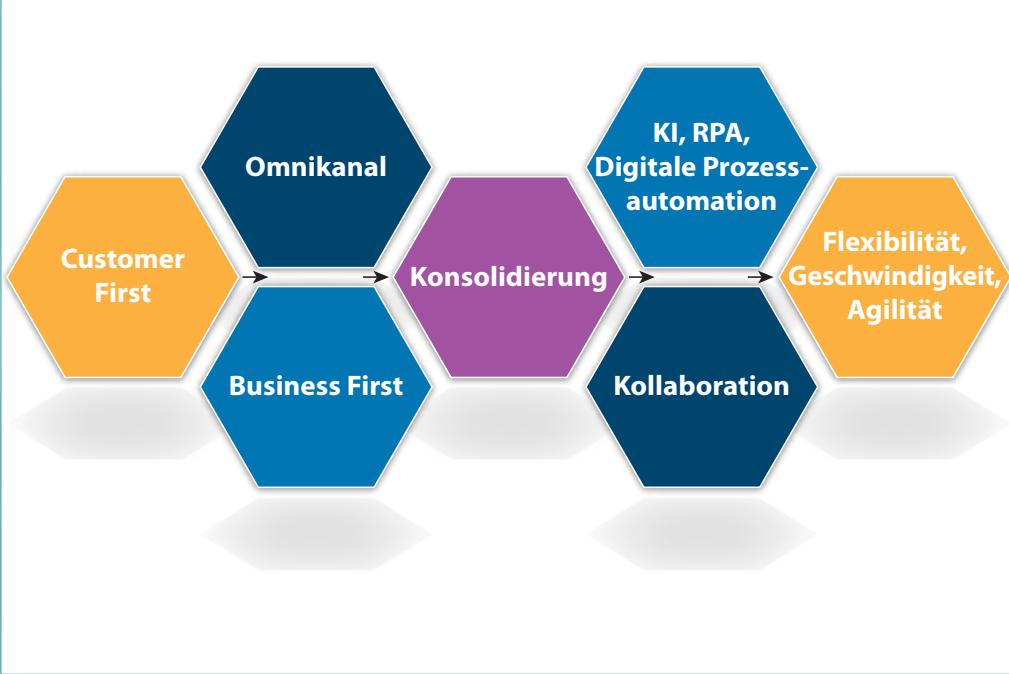 Customer
First
Omnikanal
Business First
Konsolidierung
KI, RPA,
Digitale Prozess-
automation
Kollaboration
Flexibilität,
Geschwindigkeit,
Agilität